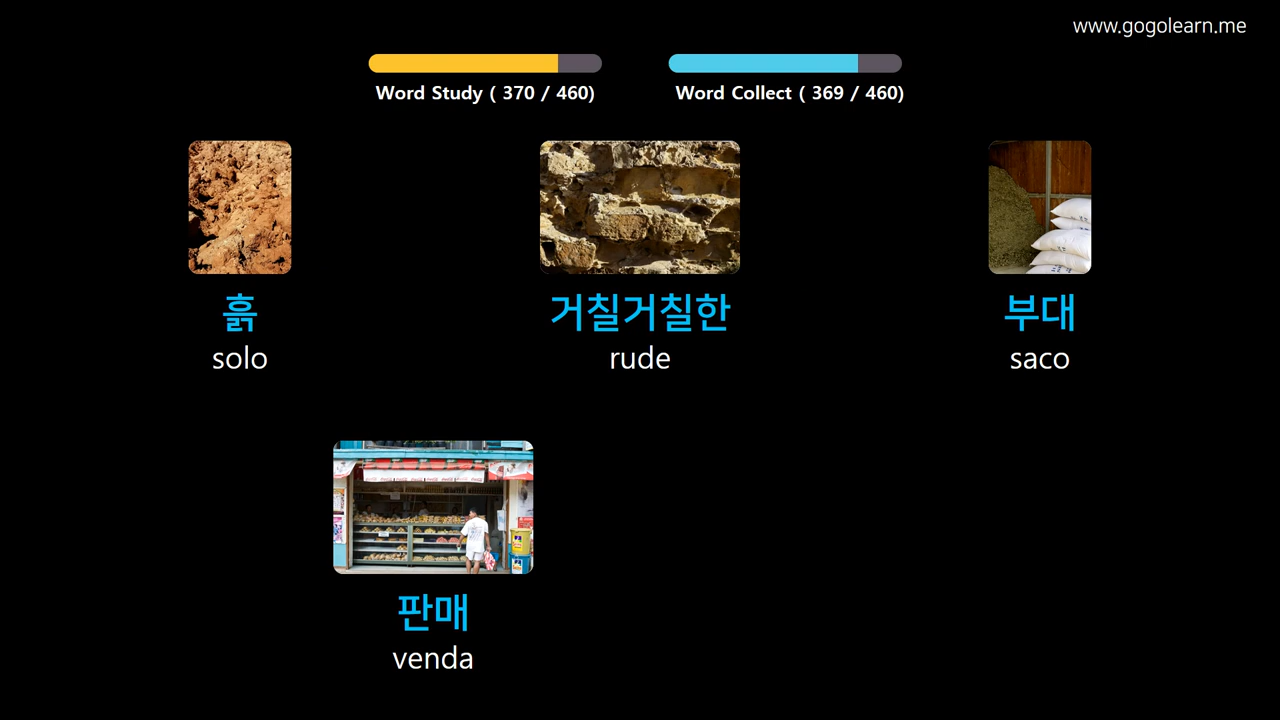 www.gogolearn.me
Word Study ( 370 / 460)
Word Collect ( 369 / 460)
흙
solo
거칠거칠한
rude
부대
saco
판매
venda